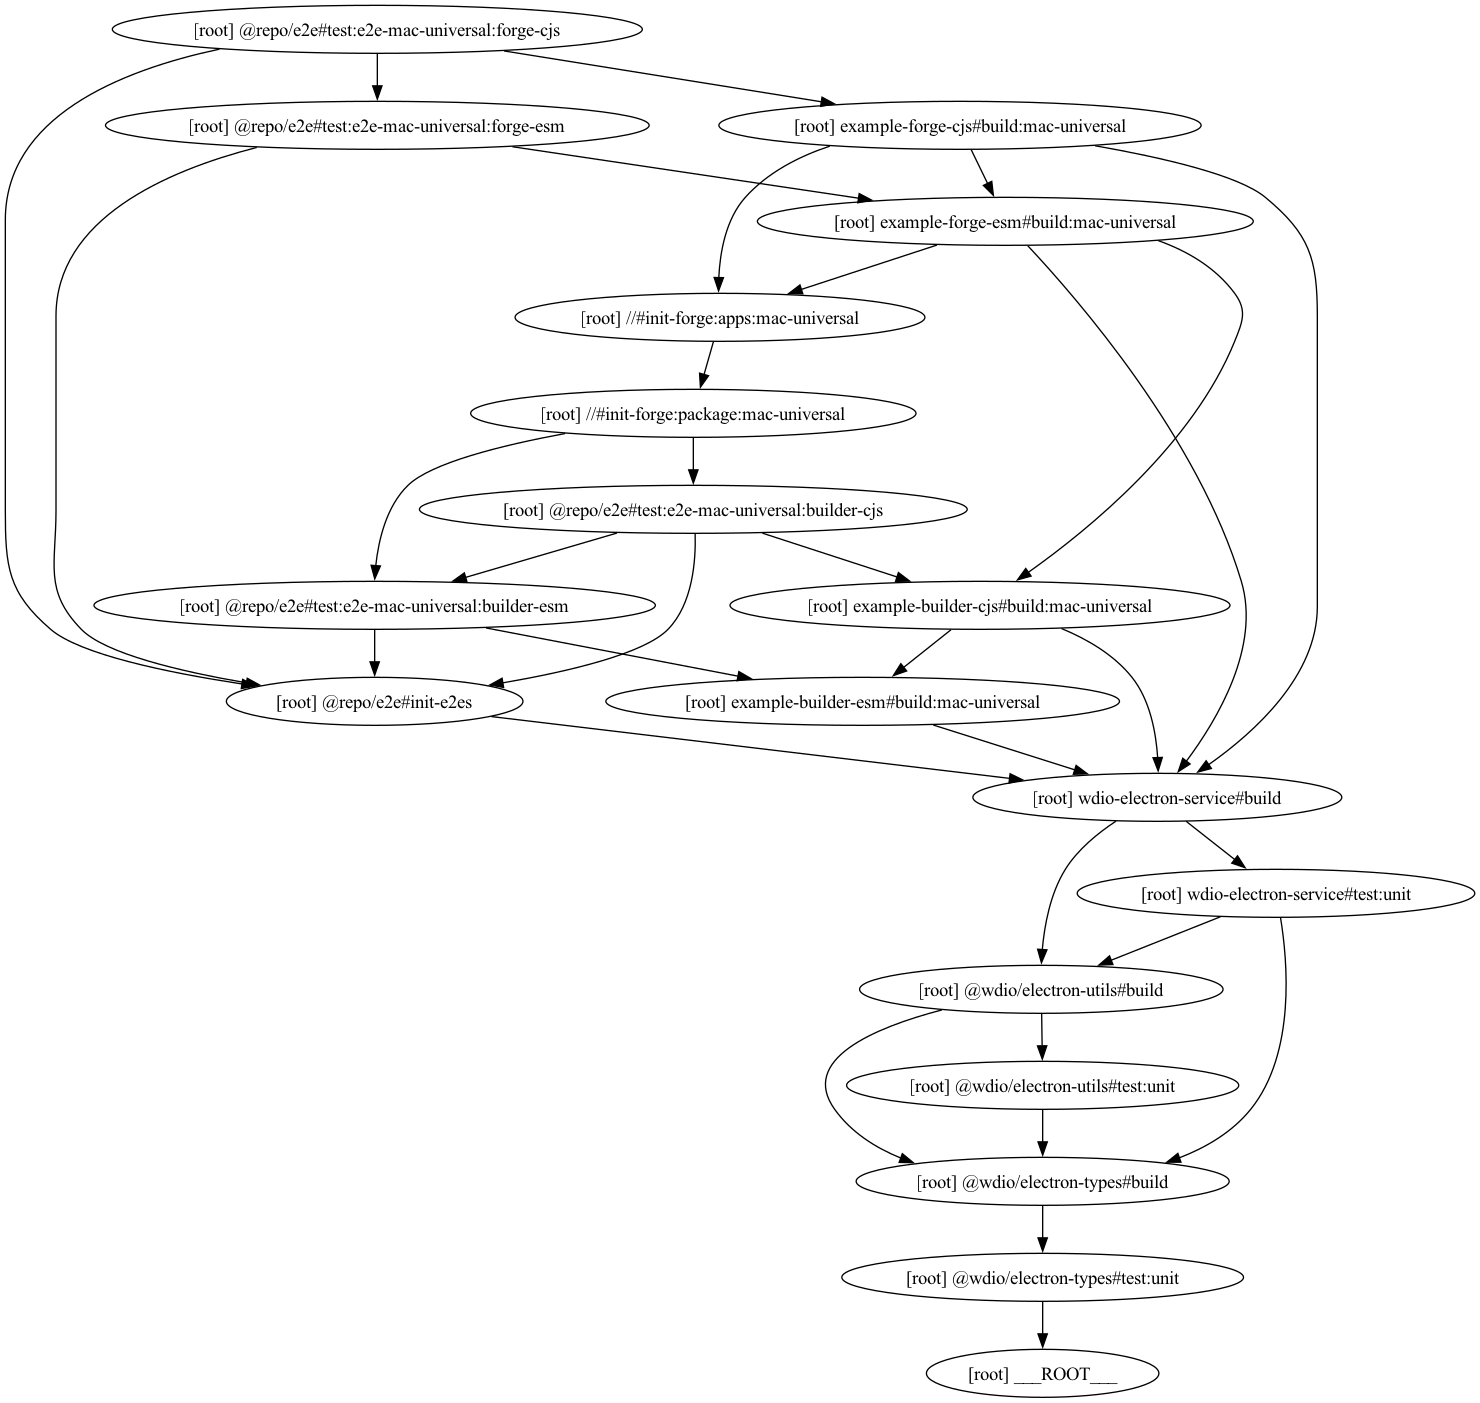 [root] @repo/e2e#test:e2e-mac-universal:forge-cjs
[root] @repo/e2e#test:e2e-mac-universal:forge-esm
[root] example-forge-cjs#build:mac-universal
[root] example-forge-esm#build:mac-universal
[root] //#init-forge:apps:mac-universal
[root] //#init-forge:package:mac-universal
[root] @repo/e2e#test:e2e-mac-universal:builder-cjs
[root] @repo/e2e#test:e2e-mac-universal:builder-esm
[root] example-builder-cjs#build:mac-universal
[root] @repo/e2e#init-e2es
[root] example-builder-esm#build:mac-universal
[root] wdio-electron-service#build
[root] wdio-electron-service#test:unit
[root] @wdio/electron-utils#build
[root] @wdio/electron-utils#test:unit
[root] @wdio/electron-types#build
[root] @wdio/electron-types#test:unit
[root] ___ROOT___